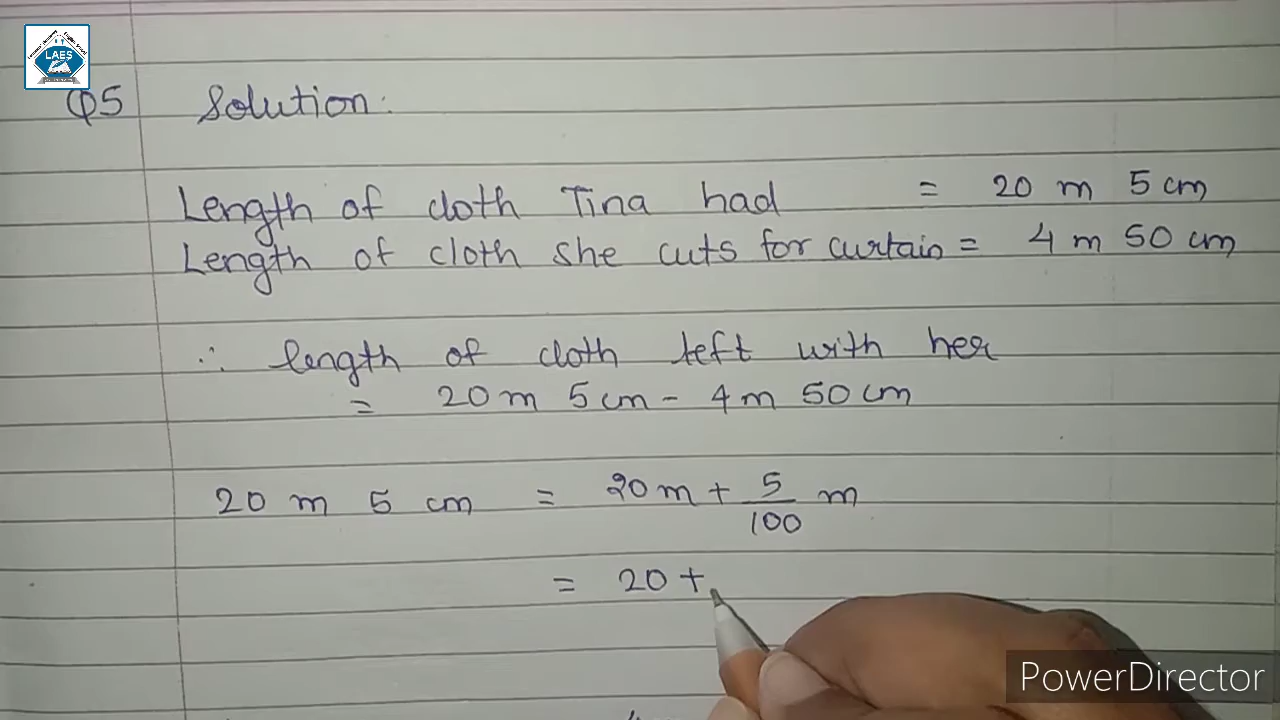 LAES
Q5 Solution:
Length of cloth Tina had = 20 m 5 cm
Length of cloth she cuts for curtain = 4 m 50 cm
∴ length of cloth left with her
= 20 m 5 cm - 4 m 50 cm
20 m 5 cm = 20 m + 5/100 m
= 20 +
PowerDirector